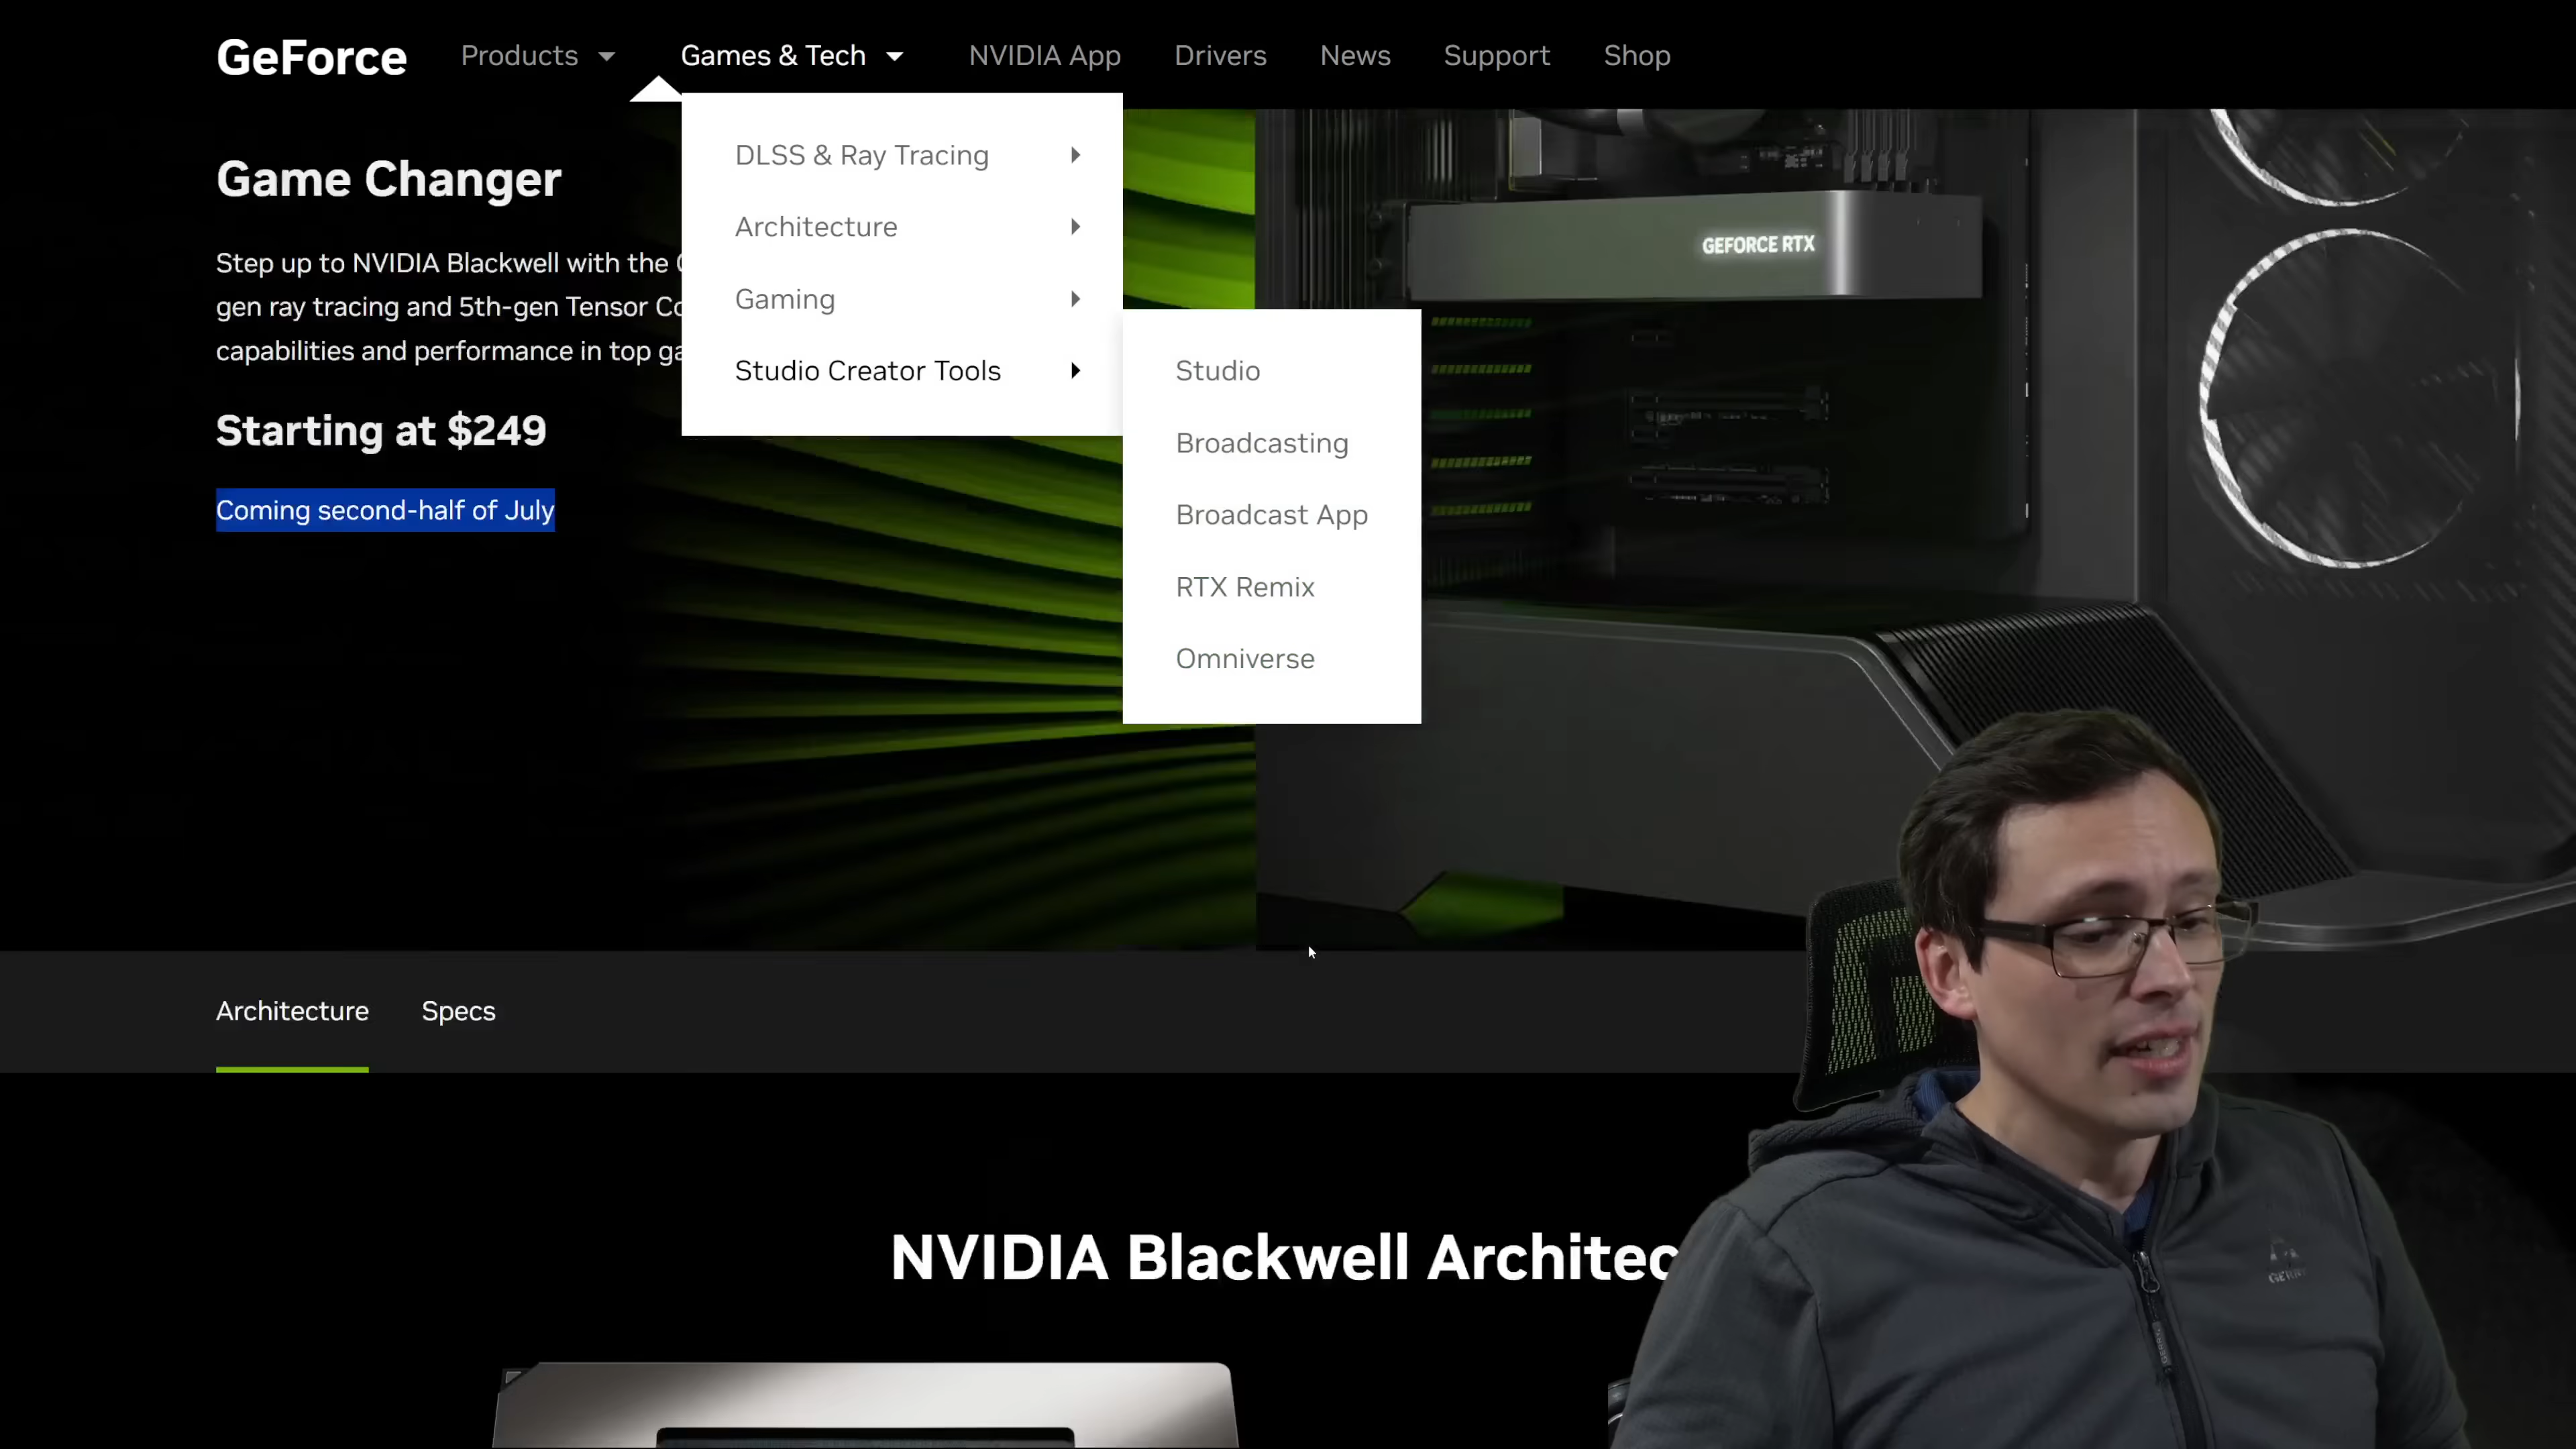 GeForce Products Games & Tech NVIDIA App Drivers News Support Shop
DLSS & Ray Tracing
Architecture
Gaming
Studio Creator Tools
Studio
Broadcasting
Broadcast App
RTX Remix
Omniverse
Game Changer
Step up to NVIDIA Blackwell with the
gen ray tracing and 5th-gen Tensor
capabilities and performance in top
Starting at $249
Coming second-half of July
GEFORCE RTX
Architecture Specs
NVIDIA Blackwell Architec